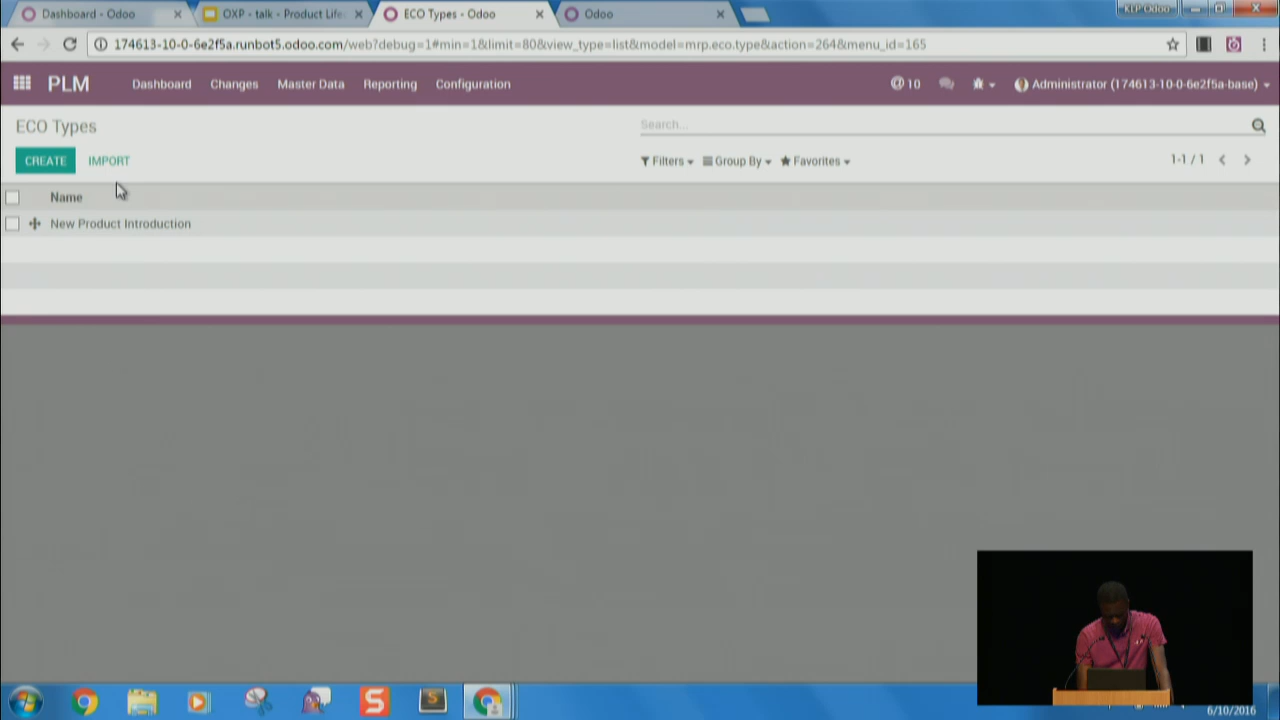 Dashboard - Odoo
OXP - talk - Product Life
ECO Types - Odoo
Odoo
KLP Odoo
174613-10-0-6e2f5a.runbot5.odoo.com/web?debug=1#min=1&limit=80&view_type=list&model=mrp.eco.type&action=264&menu_id=165
PLM
Dashboard
Changes
Master Data
Reporting
Configuration
@ 10
Administrator (174613-10-0-6e2f5a-base)
ECO Types
Search...
CREATE
IMPORT
Filters
Group By
Favorites
1-1 / 1
Name
New Product Introduction
S
S
6/10/2016